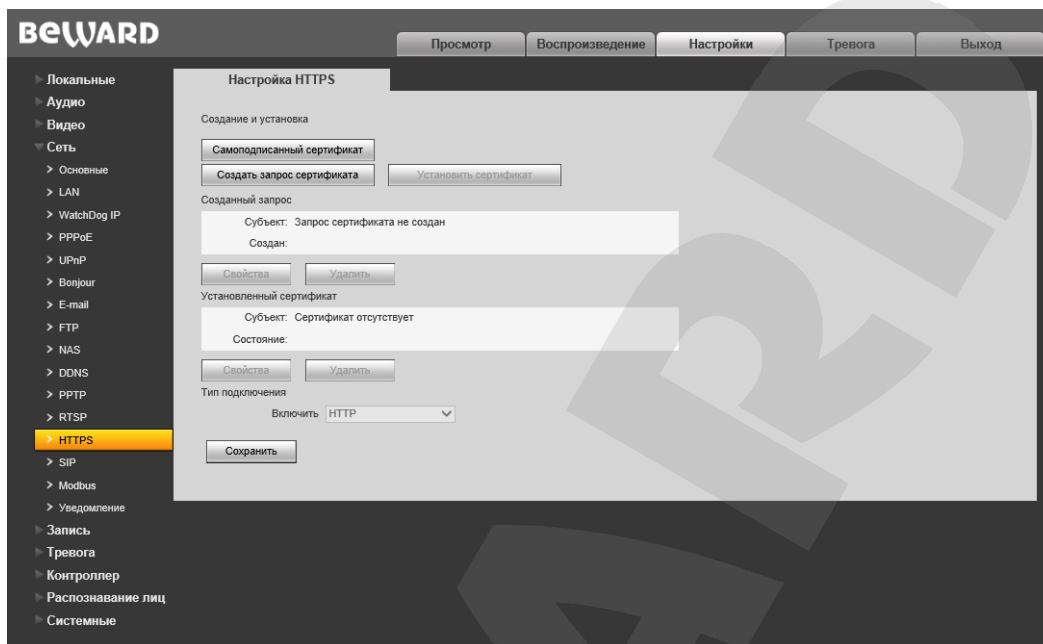 BEWARD
Просмотр
Воспроизведение
Настройки
Тревога
Выход
Локальные
Аудио
Видео
Сеть
Основные
LAN
WatchDog IP
PPPoE
UPnP
Bonjour
E-mail
FTP
NAS
DDNS
PPTP
RTSP
HTTPS
SIP
Modbus
Уведомление
Запись
Тревога
Контроллер
Распознавание лиц
Системные
Настройка HTTPS
Создание и установка
Самоподписанный сертификат
Создать запрос сертификата
Установить сертификат
Созданный запрос
Субъект: Запрос сертификата не создан
Создан:
Свойства
Удалить
Установленный сертификат
Субъект: Сертификат отсутствует
Состояние:
Свойства
Удалить
Тип подключения
Включить HTTP
Сохранить
ARD